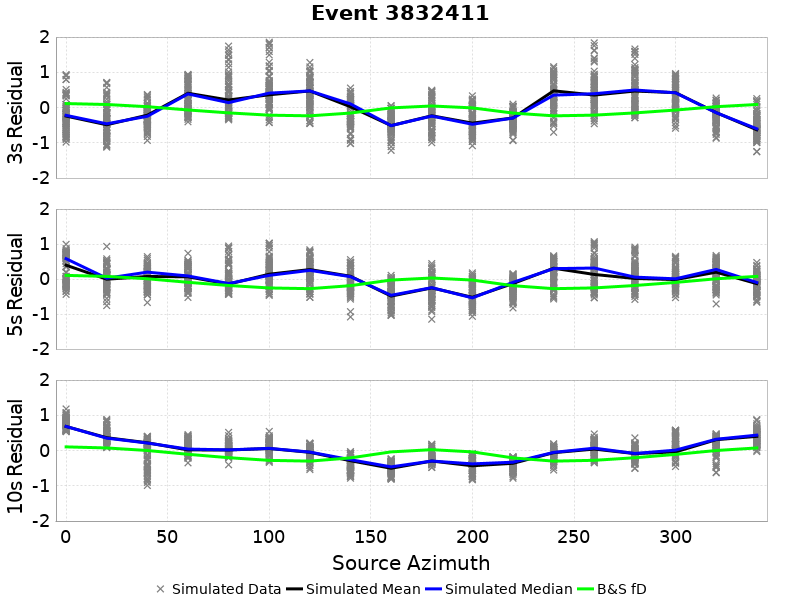 Event 3832411
3s Residual
2
1
0
-1
-2
5s Residual
2
1
0
-1
-2
10s Residual
2
1
0
-1
-2
0 50 100 150 200 250 300
Source Azimuth
Simulated Data Simulated Mean Simulated Median B&S fD